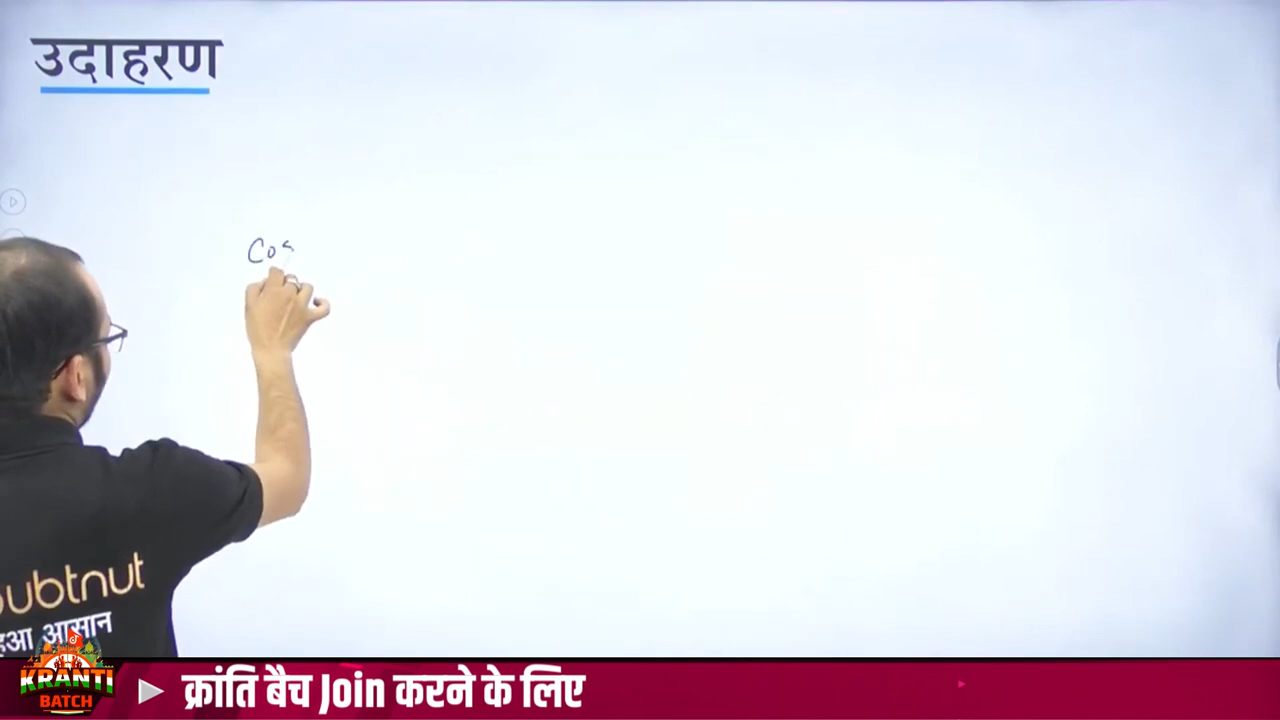 उदाहरण
Cos
ubtnut
हुआ आसान
KRANTI
BATCH
क्रांति बैच Join करने के लिए